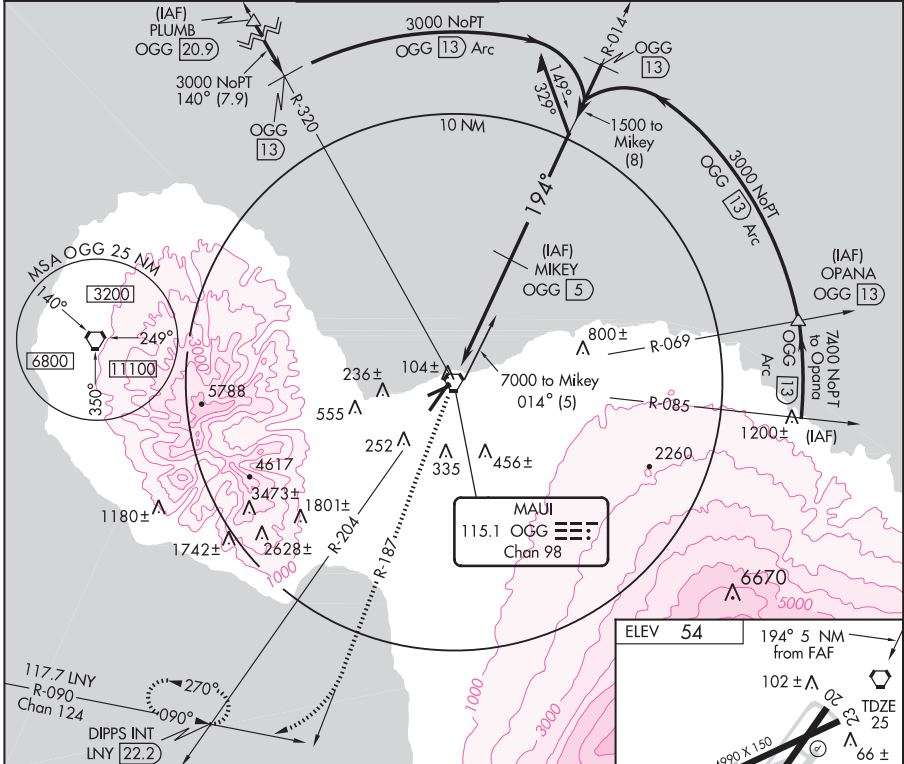 (IAF)
PLUMB
OGG 20.9
3000 NoPT
140° (7.9)
OGG
13
R-320
3000 NoPT
OGG 13 Arc
R-014
OGG
13
149°
329°
10 NM
1500 to
Mikey
(8)
3000 NoPT
OGG 13 Arc
194°
(IAF)
MIKEY
OGG 5
(IAF)
OPANA
OGG 13
MSA OGG 25 NM
140°
3200
249°
6800
11100
350°
300
5788
236±
555
104±
800±
R-069
7000 to Mikey
014° (5)
7400 NoPT
to Opana
OGG 13
Arc
R-085
1200±
(IAF)
252
335
456±
2260
4617
3473±
1801±
1180±
1742±
2628±
1000
R-204
R-187
MAUI
115.1 OGG
Chan 98
6670
5000
1000
3000
117.7 LNY
R-090
Chan 124
270°
090°
DIPPS INT
LNY 22.2
ELEV 54
194° 5 NM
from FAF
102 ±
20
23
TDZE
25
66 ±
4990 X 150